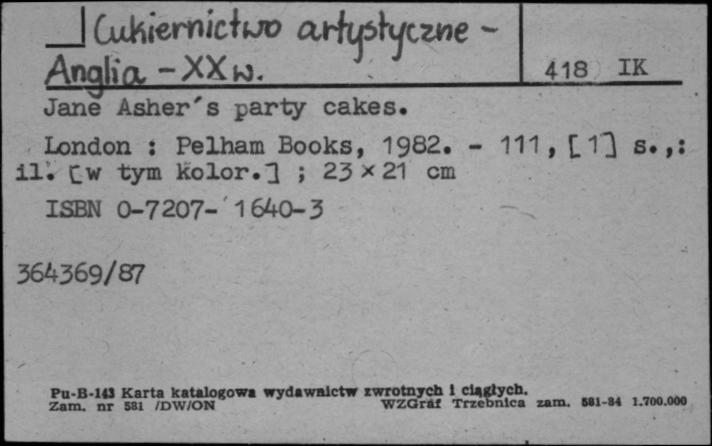 Cukiernictwo artystyczne -
Anglia - XX w.
418 IK
Jane Asher's party cakes.
London : Pelham Books, 1982. - 111, [1] s.,:
il. [w tym kolor.] ; 23 × 21 cm
ISBN 0-7207-1640-3
364369/87
Pu-B-143 Karta katalogowa wydawnictw zwrotnych i ciągłych.
Zam. nr 581 /DW/ON WZGraf Trzebnica zam. 581-84 1.700.000